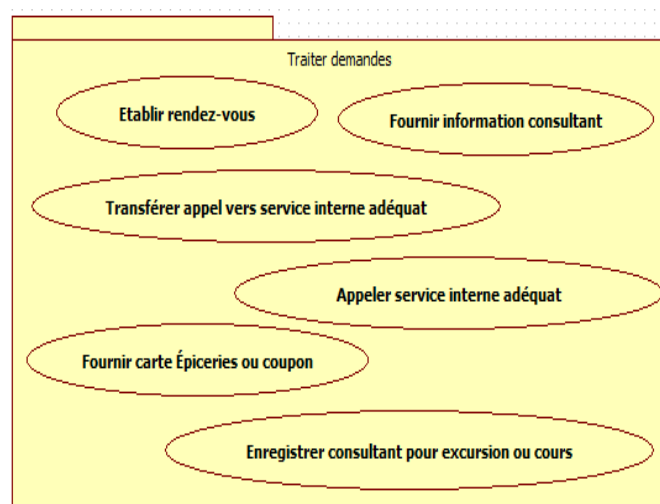 Traiter demandes
Etablir rendez-vous
Fournir information consultant
Transférer appel vers service interne adéquat
Appeler service interne adéquat
Fournir carte Épiceries ou coupon
Enregistrer consultant pour excursion ou cours